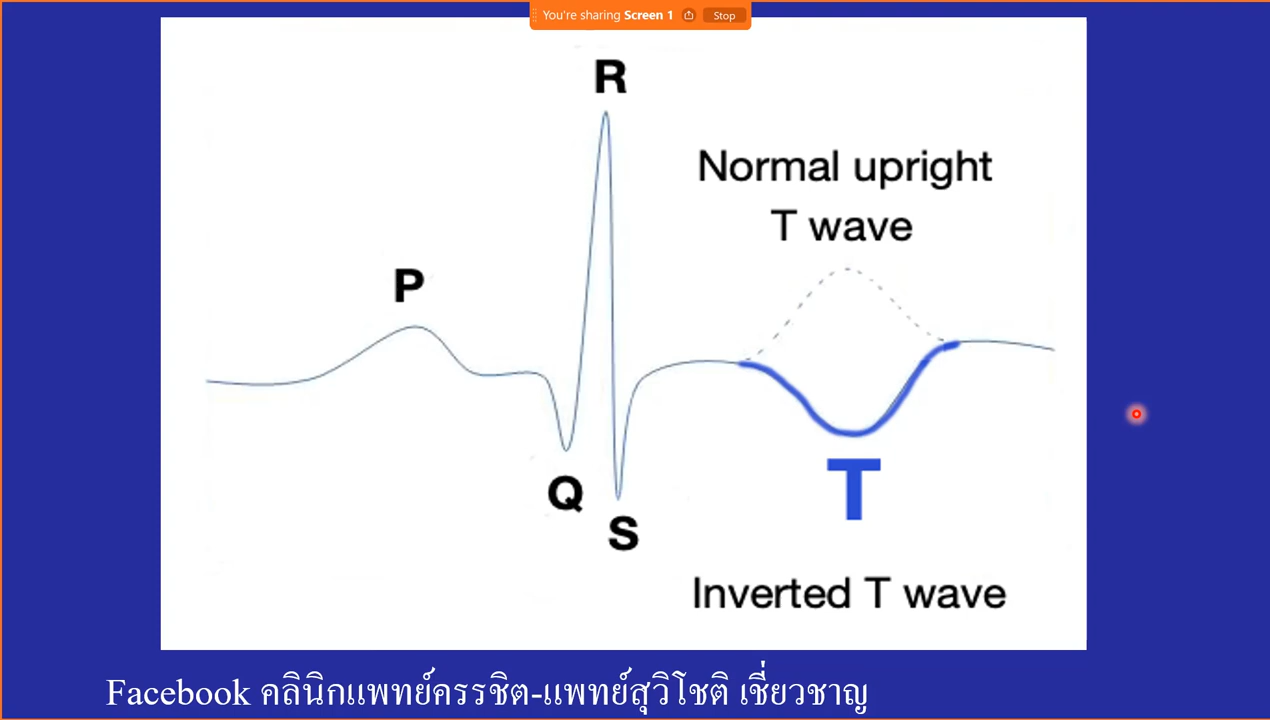 You're sharing Screen 1 Stop
R
Normal upright
T wave
P
T
Q
S
Inverted T wave
Facebook คลินิกแพทย์ครรชิต-แพทย์สุวิโชติ เชี่ยวชาญ